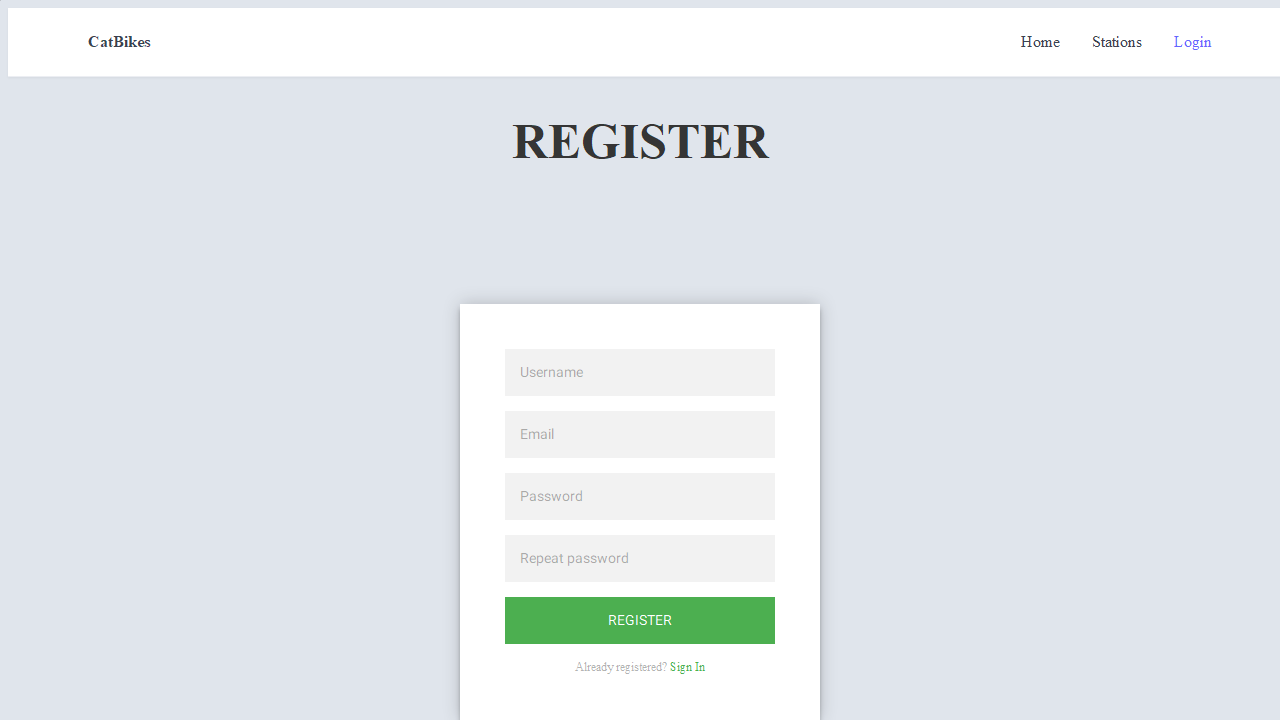 CatBikes
Home Stations Login
REGISTER
Username
Email
Password
Repeat password
REGISTER
Already registered? Sign In